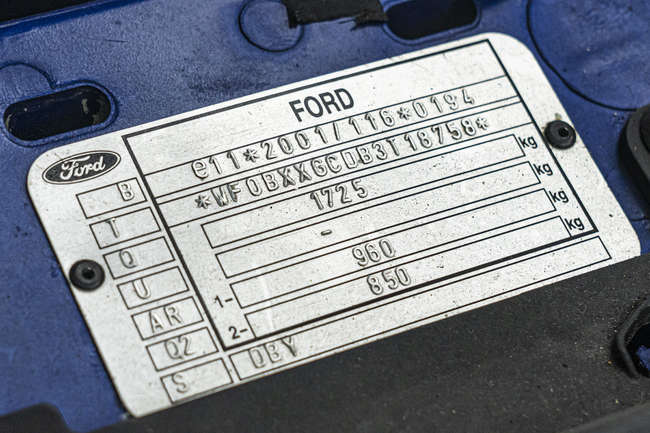 FORD
Ford
e11*2001/116*0194
*WF0BXXGCDB3T18758*
1725 kg
- kg
1- 960 kg
2- 850 kg
B
T
Q
U
AR
Q2
S
DBY